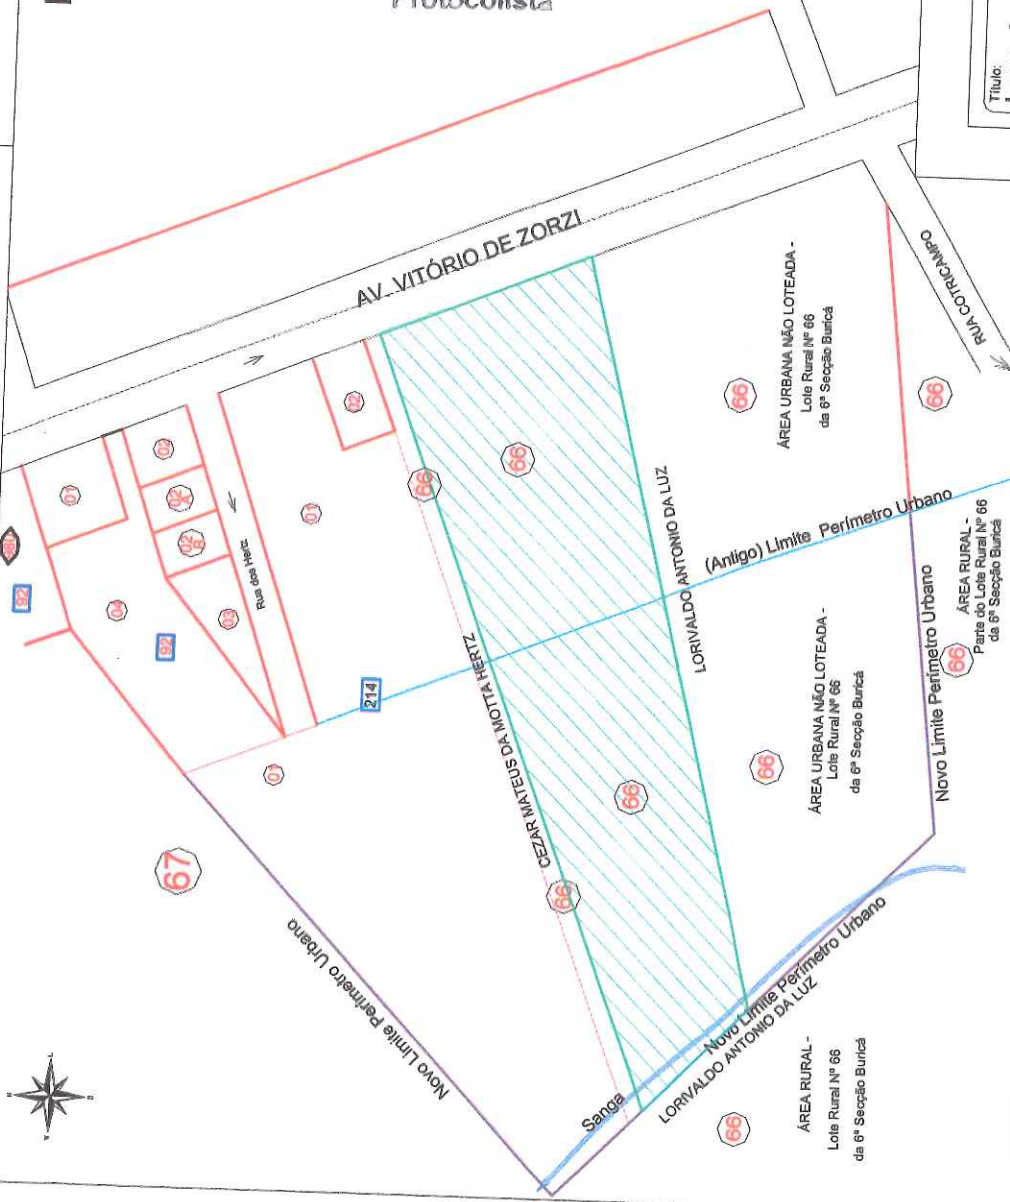 Protocolista
Título:
AV. VITÓRIO DE ZORZI
RUA COTRICAMPO
ÁREA URBANA NÃO LOTEADA -
Lote Rural Nº 66
da 6ª Secção Buricá
66
66
02
01
02
02
A
02
B
01
03
04
Rua dos Hertz
980
92
92
214
66
66
(Antigo) Limite Perímetro Urbano
LORIVALDO ANTONIO DA LUZ
CEZAR MATEUS DA MOTTA HERTZ
ÁREA RURAL -
Parte do Lote Rural Nº 66
da 6ª Secção Buricá
66
Novo Limite Perímetro Urbano
ÁREA URBANA NÃO LOTEADA -
Lote Rural Nº 66
da 6ª Secção Buricá
66
66
66
01
02
67
Novo Limite Perímetro Urbano
Novo Limite Perímetro Urbano
LORIVALDO ANTONIO DA LUZ
Sanga
66
ÁREA RURAL -
Lote Rural Nº 66
da 6ª Secção Buricá
N
L
S
V